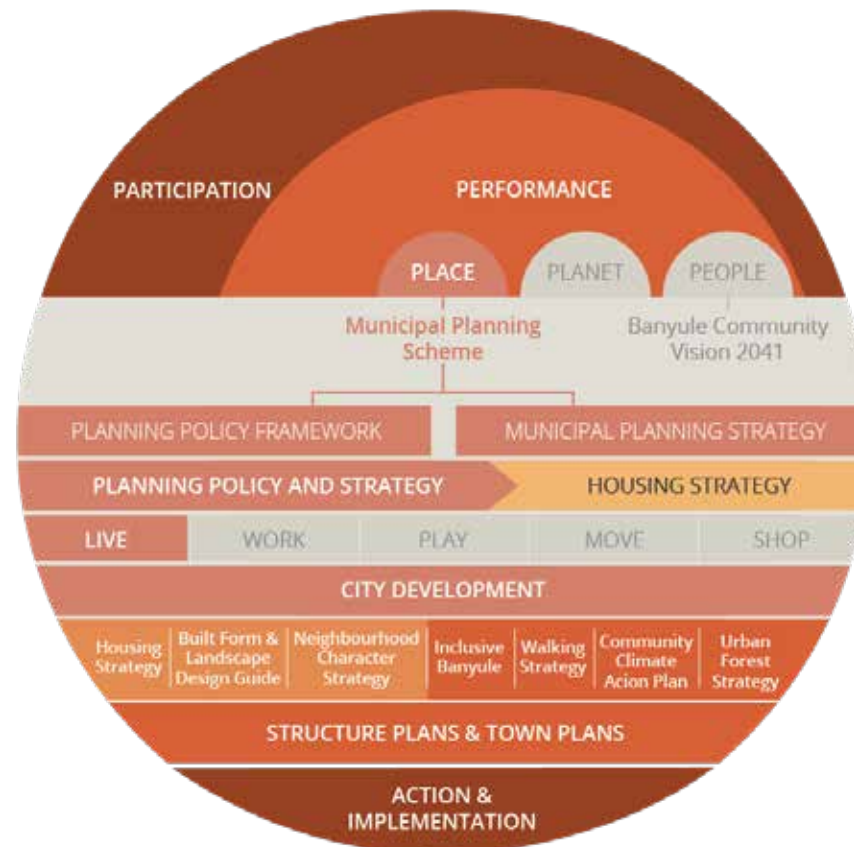 PARTICIPATION
PERFORMANCE
PLACE
PLANET
PEOPLE
Municipal Planning
Scheme
Banyule Community
Vision 2041
PLANNING POLICY FRAMEWORK
MUNICIPAL PLANNING STRATEGY
PLANNING POLICY AND STRATEGY
HOUSING STRATEGY
LIVE
WORK
PLAY
MOVE
SHOP
CITY DEVELOPMENT
Housing
Strategy
Built Form &
Landscape
Design Guide
Neighbourhood
Character
Strategy
Inclusive
Banyule
Walking
Strategy
Community
Climate
Acion Plan
Urban
Forest
Strategy
STRUCTURE PLANS & TOWN PLANS
ACTION &
IMPLEMENTATION